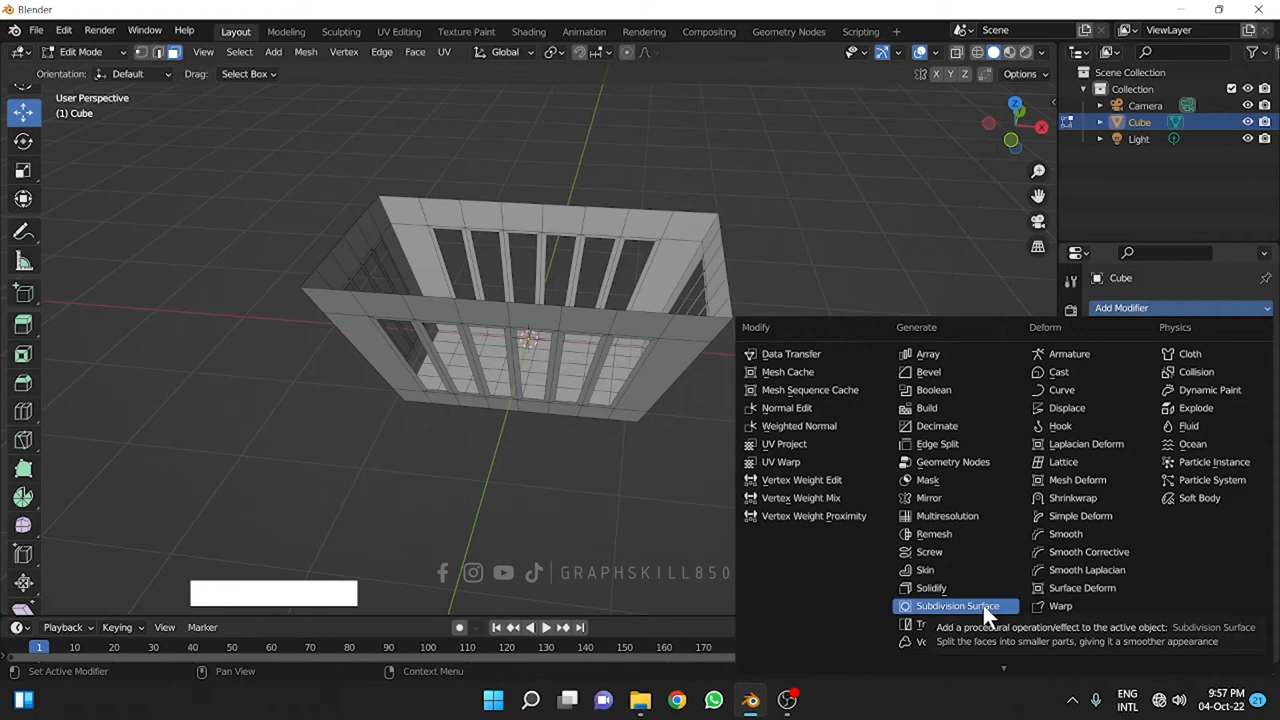 Blender
File Edit Render Window Help
Layout Modeling Sculpting UV Editing Texture Paint Shading Animation Rendering Compositing Geometry Nodes Scripting +
Scene
ViewLayer
Edit Mode
View Select Add Mesh Vertex Edge Face UV
Global
Orientation: Default Drag: Select Box
X Y Z
Options
User Perspective
(1) Cube
Z
X
Scene Collection
Collection
Camera
Cube
Light
Cube
Add Modifier
Modify
Data Transfer
Mesh Cache
Mesh Sequence Cache
Normal Edit
Weighted Normal
UV Project
UV Warp
Vertex Weight Edit
Vertex Weight Mix
Vertex Weight Proximity
Generate
Array
Bevel
Boolean
Build
Decimate
Edge Split
Geometry Nodes
Mask
Mirror
Multiresolution
Remesh
Screw
Skin
Solidify
Subdivision Surface
Deform
Armature
Cast
Curve
Displace
Hook
Laplacian Deform
Lattice
Mesh Deform
Shrinkwrap
Simple Deform
Smooth
Smooth Corrective
Smooth Laplacian
Surface Deform
Warp
Physics
Cloth
Collision
Dynamic Paint
Explode
Fluid
Ocean
Particle Instance
Particle System
Soft Body
Add a procedural operation/effect to the active object: Subdivision Surface
Split the faces into smaller parts, giving it a smoother appearance
GRAPHSKILL850
Playback Keying View Marker
1 10 20 30 40 50 60 70 80 90 100 110 120 130 140 150 160 170
Set Active Modifier Pan View Context Menu
ENG
INTL
9:57 PM
04-Oct-22
21